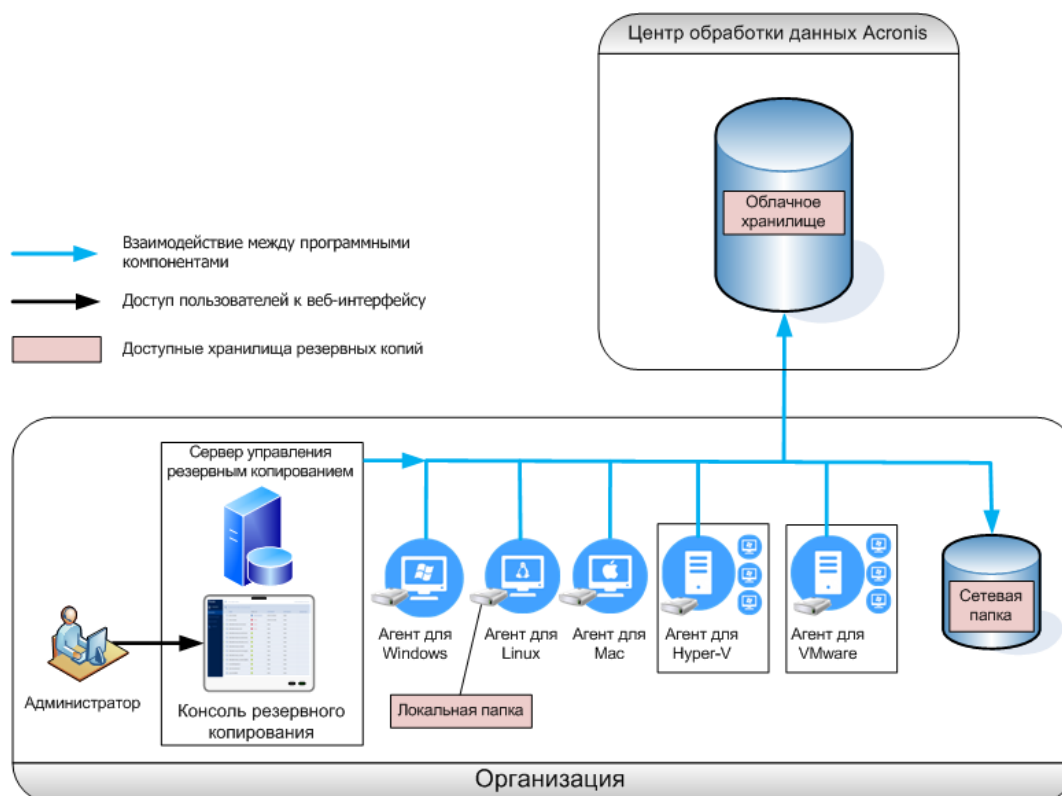 Центр обработки данных Acronis
Облачное
хранилище
Взаимодействие между программными
компонентами
Доступ пользователей к веб-интерфейсу
Доступные хранилища резервных копий
Сервер управления
резервным копированием
Администратор
Консоль резервного
копирования
Агент для
Windows
Агент для
Linux
Агент для
Mac
Агент для
Hyper-V
Агент для
VMware
Сетевая
папка
Локальная папка
Организация